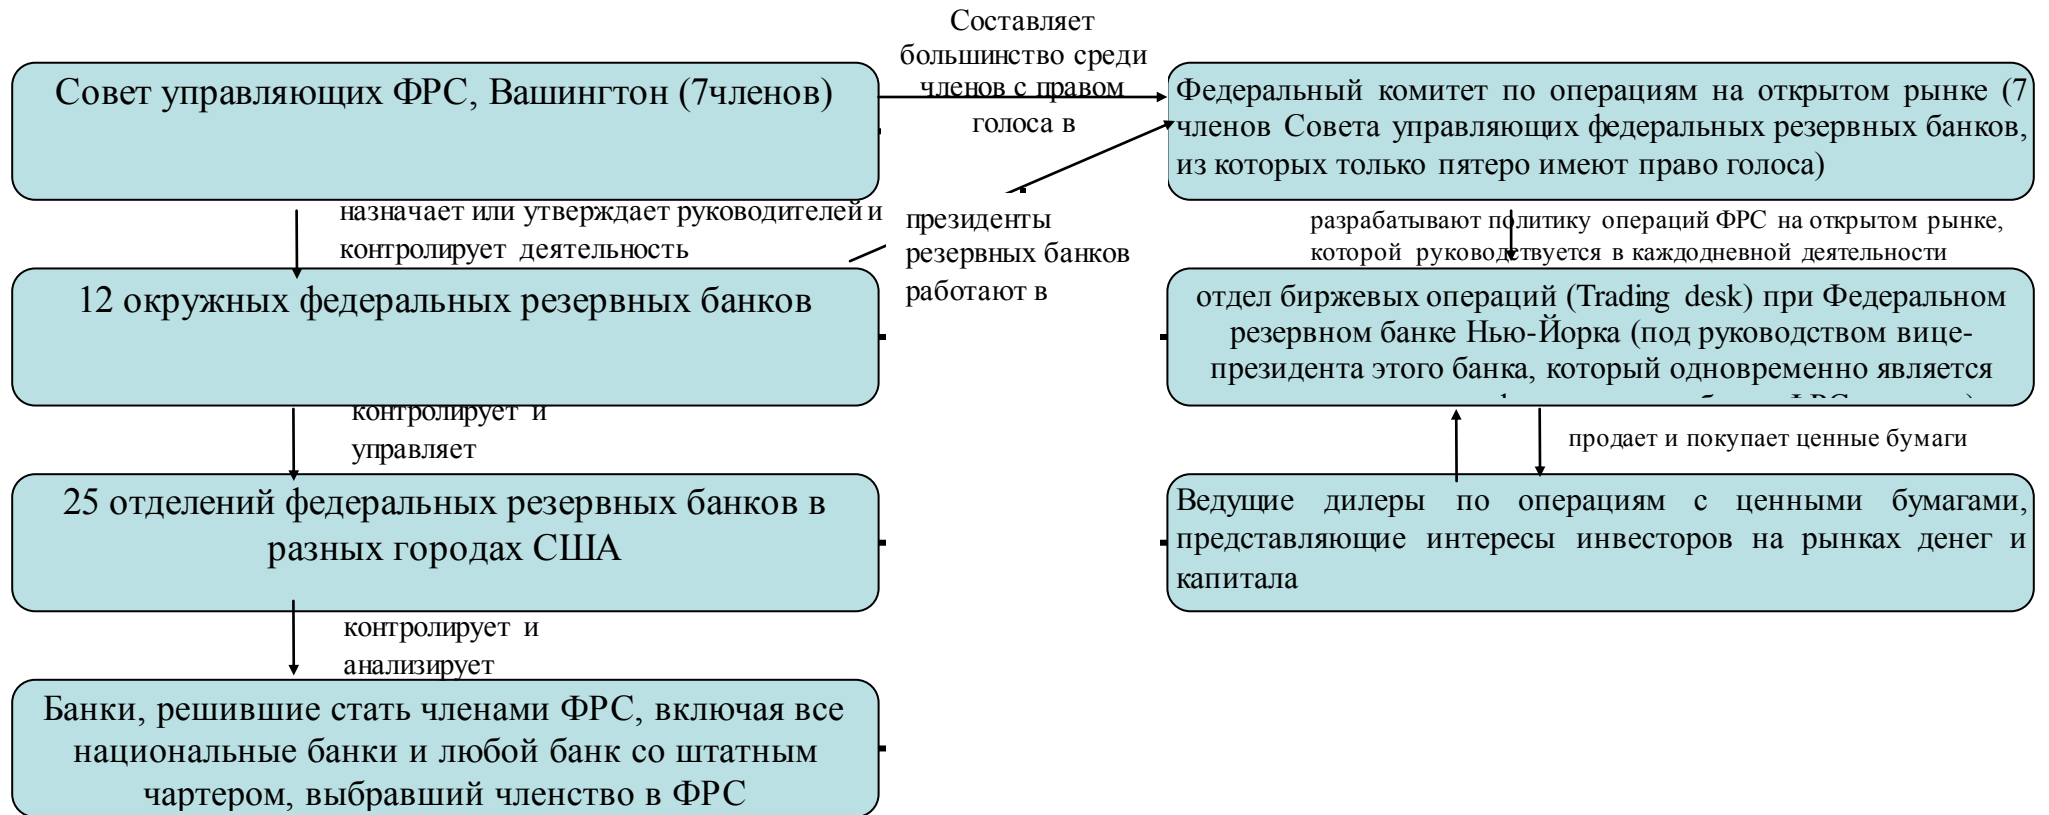 Составляет
большинство среди
членов с правом
голоса в
Совет управляющих ФРС, Вашингтон (7членов)
Федеральный комитет по операциям на открытом рынке (7
членов Совета управляющих федеральных резервных банков,
из которых только пятеро имеют право голоса)
назначает или утверждает руководителей и
контролирует деятельность
президенты
резервных банков
работают в
разрабатывают политику операций ФРС на открытом рынке,
которой руководствуется в каждодневной деятельности
12 окружных федеральных резервных банков
отдел биржевых операций (Trading desk) при Федеральном
резервном банке Нью-Йорка (под руководством вице-
президента этого банка, который одновременно является
контролирует и
управляет
продает и покупает ценные бумаги
25 отделений федеральных резервных банков в
разных городах США
Ведущие дилеры по операциям с ценными бумагами,
представляющие интересы инвесторов на рынках денег и
капитала
контролирует и
анализирует
Банки, решившие стать членами ФРС, включая все
национальные банки и любой банк со штатным
чартером, выбравший членство в ФРС